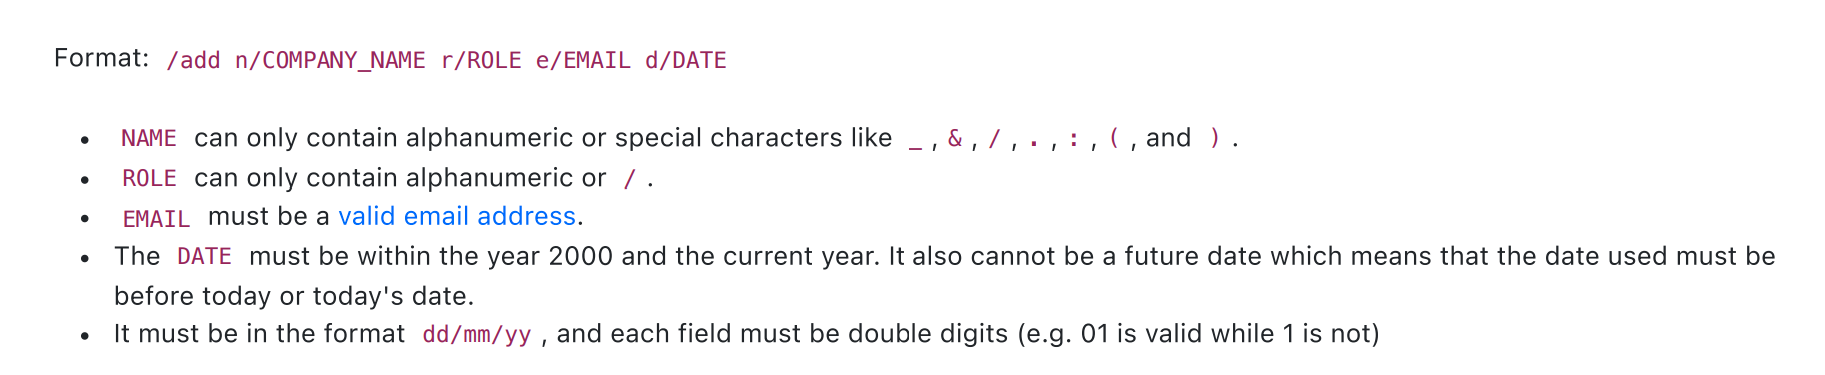 Format: /add n/COMPANY_NAME r/ROLE e/EMAIL d/DATE
• NAME can only contain alphanumeric or special characters like _ , & , / , . , : , ( , and ) .
• ROLE can only contain alphanumeric or / .
• EMAIL must be a valid email address.
• The DATE must be within the year 2000 and the current year. It also cannot be a future date which means that the date used must be
before today or today's date.
• It must be in the format dd/mm/yy , and each field must be double digits (e.g. 01 is valid while 1 is not)